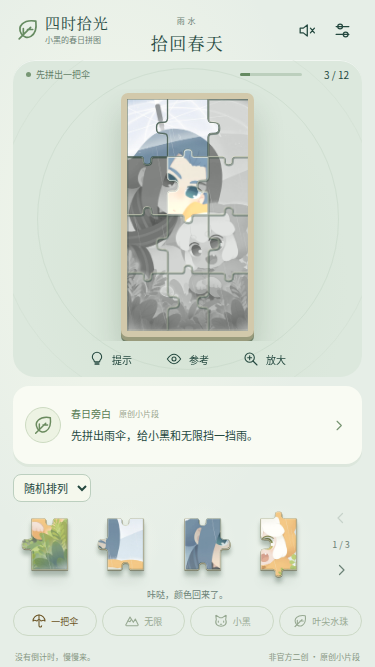 四时拾光
小黑的春日拼图
雨水
拾回春天
先拼出一把伞
3 / 12
提示
参考
放大
春日旁白 原创小片段
先拼出雨伞，给小黑和无限挡一挡雨。
随机排列
1 / 3
咔哒，颜色回来了。
一把伞
无限
小黑
叶尖水珠
没有倒计时，慢慢来。
非官方二创 · 原创片段